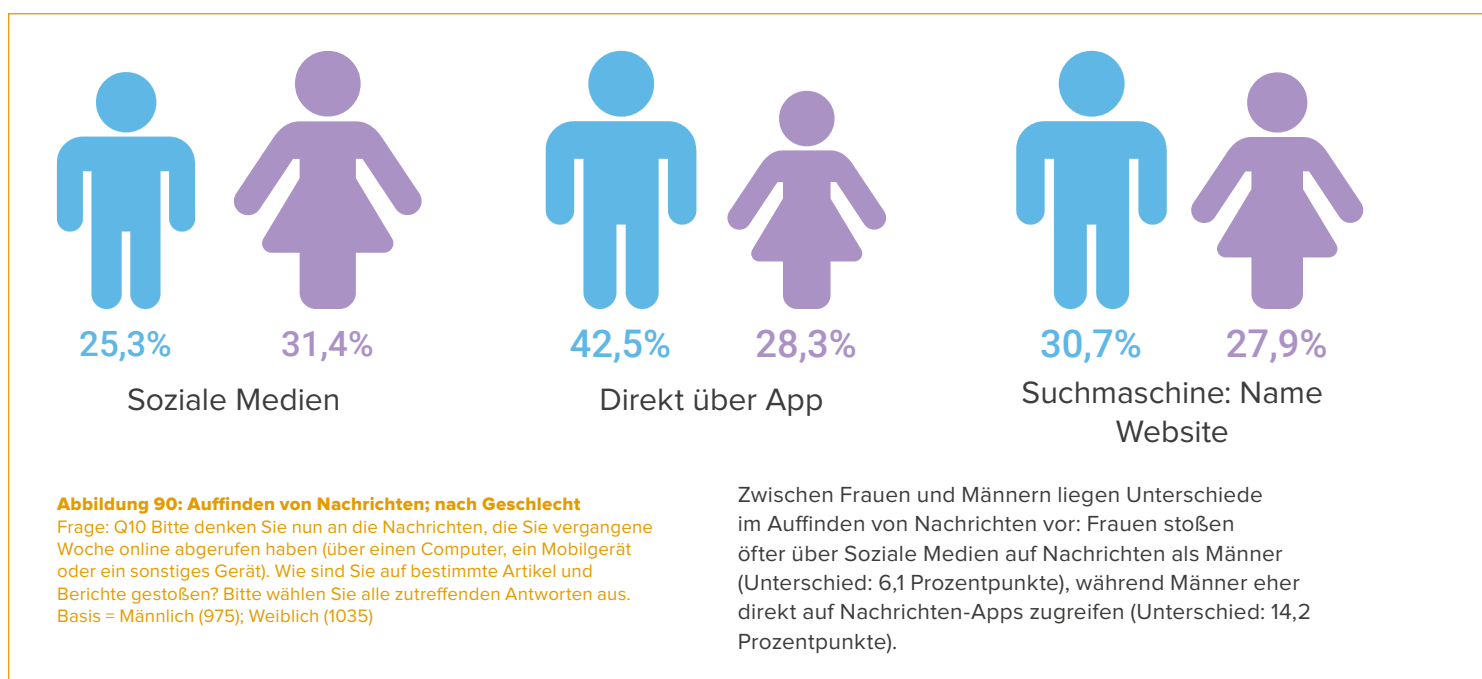 25,3%
31,4%
Soziale Medien
42,5%
28,3%
Direkt über App
30,7%
27,9%
Suchmaschine: Name
Website
Abbildung 90: Auffinden von Nachrichten; nach Geschlecht
Frage: Q10 Bitte denken Sie nun an die Nachrichten, die Sie vergangene
Woche online abgerufen haben (über einen Computer, ein Mobilgerät
oder ein sonstiges Gerät). Wie sind Sie auf bestimmte Artikel und
Berichte gestoßen? Bitte wählen Sie alle zutreffenden Antworten aus.
Basis = Männlich (975); Weiblich (1035)
Zwischen Frauen und Männern liegen Unterschiede
im Auffinden von Nachrichten vor: Frauen stoßen
öfter über Soziale Medien auf Nachrichten als Männer
(Unterschied: 6,1 Prozentpunkte), während Männer eher
direkt auf Nachrichten-Apps zugreifen (Unterschied: 14,2
Prozentpunkte).